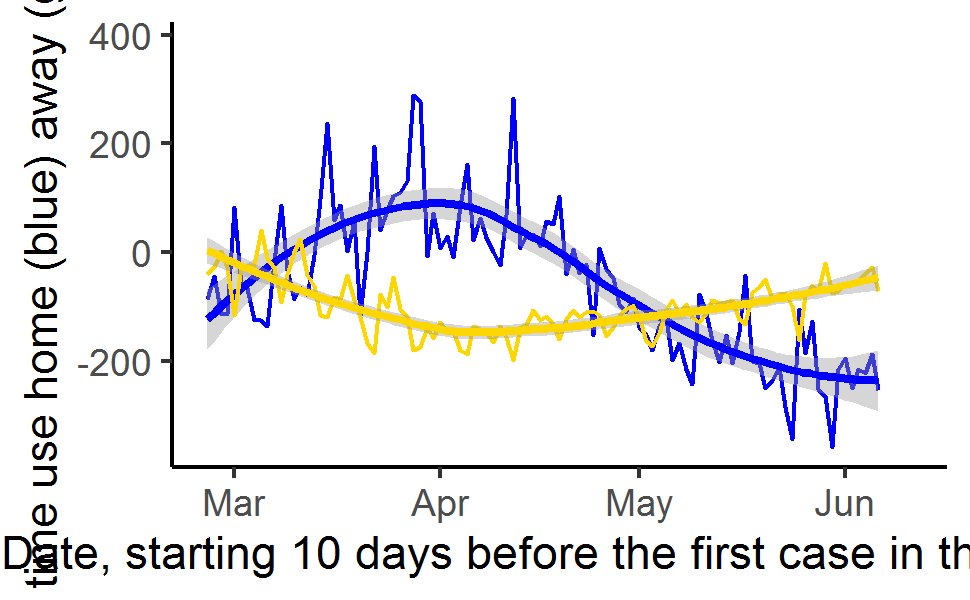 time use home (blue) away (
400
200
0
-200
Mar Apr May Jun
Date, starting 10 days before the first case in th